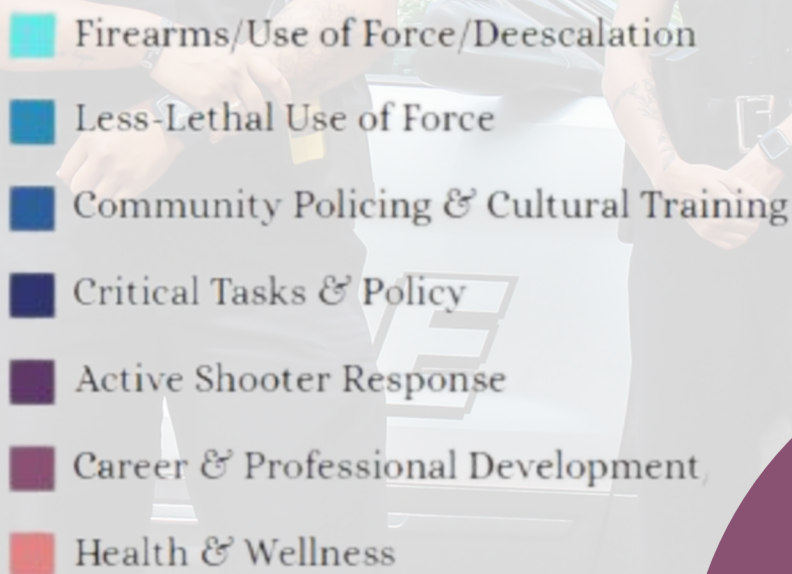 Firearms/Use of Force/Deescalation
Less-Lethal Use of Force
Community Policing & Cultural Training
Critical Tasks & Policy
E
Active Shooter Response
Career & Professional Development
Health & Wellness